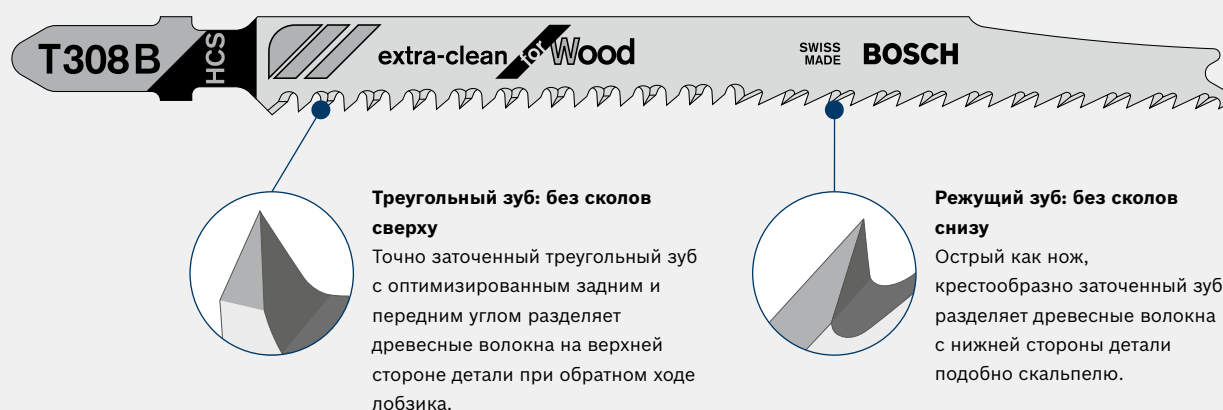 T308B
HCS
extra-clean for Wood
SWISS
MADE
BOSCH
Треугольный зуб: без сколов
сверху
Точно заточенный треугольный зуб
с оптимизированным задним и
передним углом разделяет
древесные волокна на верхней
стороне детали при обратном ходе
лобзика.
Режущий зуб: без сколов
снизу
Острый как нож,
крестообразно заточенный зуб
разделяет древесные волокна
с нижней стороны детали
подобно скальпелю.